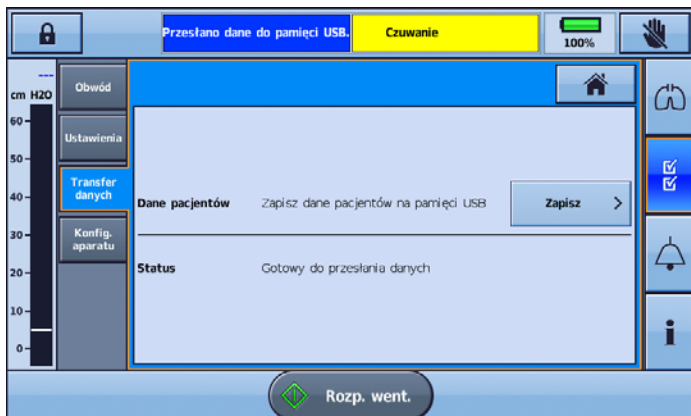 Przesłano dane do pamięci USB.
Czuwanie
100%
---
cm H2O
60
50
40
30
20
10
0
Obwód
Ustawienia
Transfer
danych
Konfig.
aparatu
Dane pacjentów Zapisz dane pacjentów na pamięci USB Zapisz >
Status Gotowy do przesłania danych
Rozp. went.